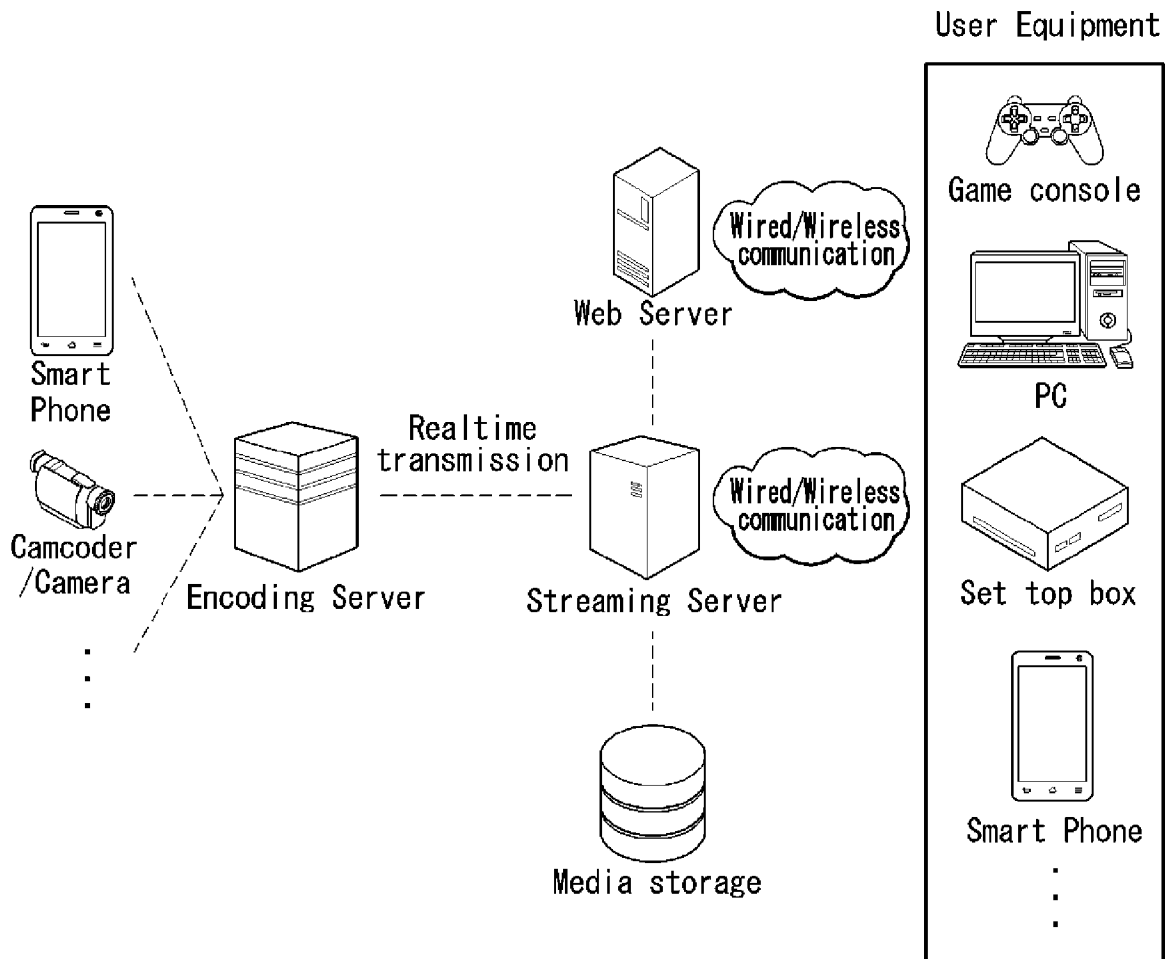 User Equipment
Game console
Wired/Wireless
communication
Web Server
PC
Smart
Phone
Realtime
transmission
Wired/Wireless
communication
Camcoder
/Camera
Encoding Server
Streaming Server
Set top box
Media storage
Smart Phone